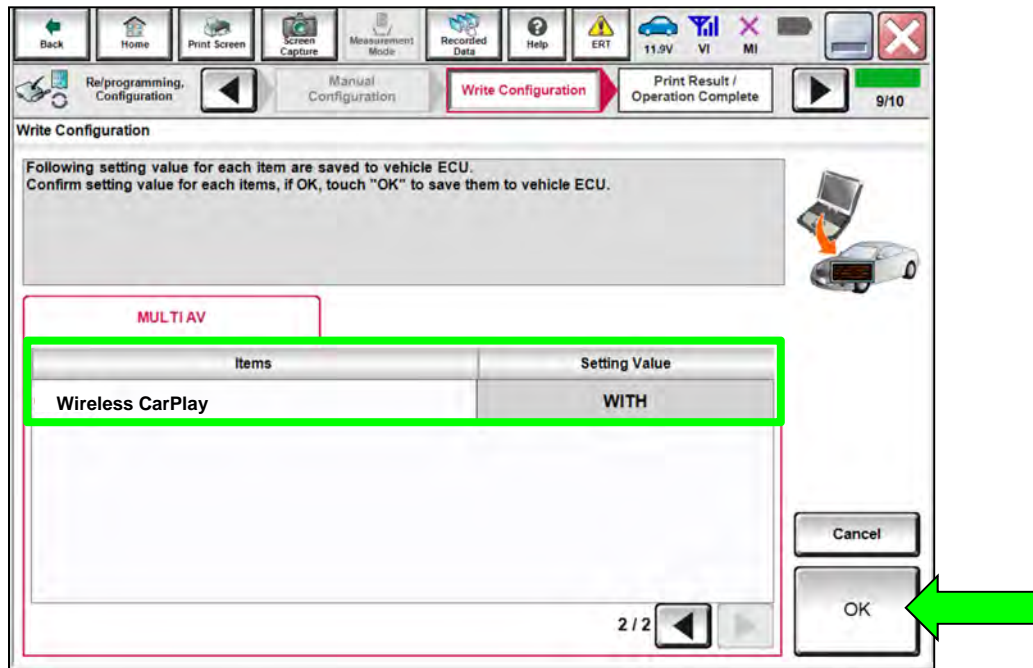 Back
Home
Print Screen
Screen
Capture
Measurement
Mode
Recorded
Data
Help
ERT
11.9V
VI
MI
Re/programming,
Configuration
Manual
Configuration
Write Configuration
Print Result /
Operation Complete
9/10
Write Configuration
Following setting value for each item are saved to vehicle ECU.
Confirm setting value for each items, if OK, touch "OK" to save them to vehicle ECU.
MULTI AV
Items
Setting Value
Wireless CarPlay
WITH
Cancel
OK
2 / 2